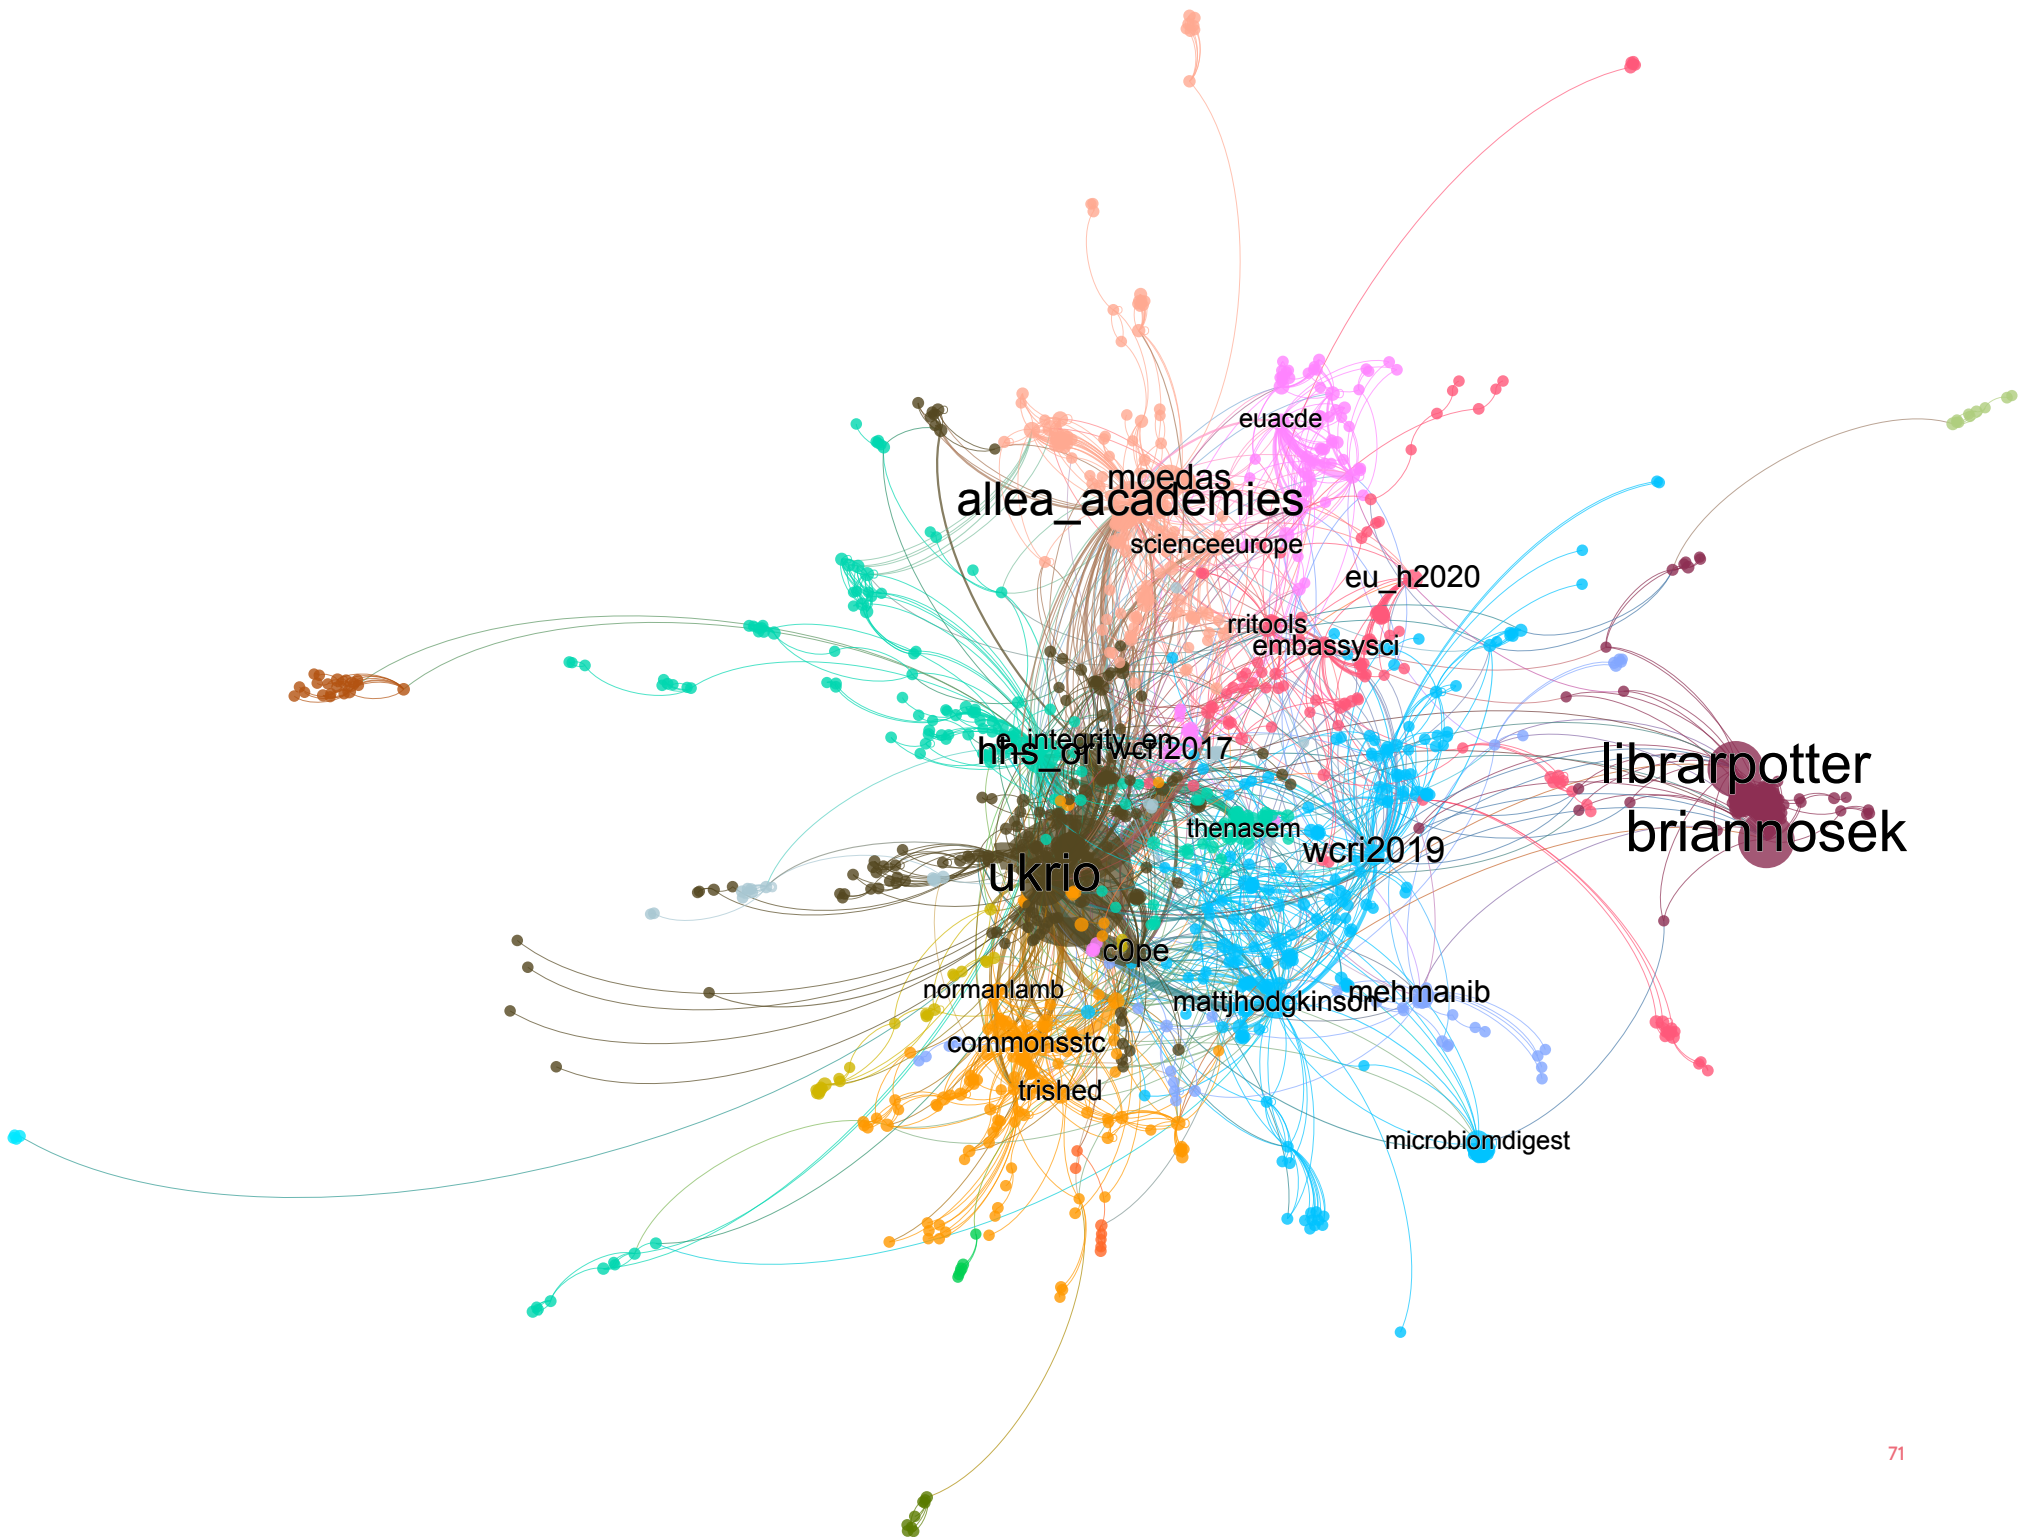 euacde
moedas
allea_academies
scienceeurope
eu_h2020
rritools
embassysci
e_integrity_en
hhs_ori
wcri2017
librarpotter
thenasem
briannosek
wcri2019
ukrio
c0pe
normanlamb
mehmanib
mattjhodgkinson
commonsstc
trished
microbiomdigest
71